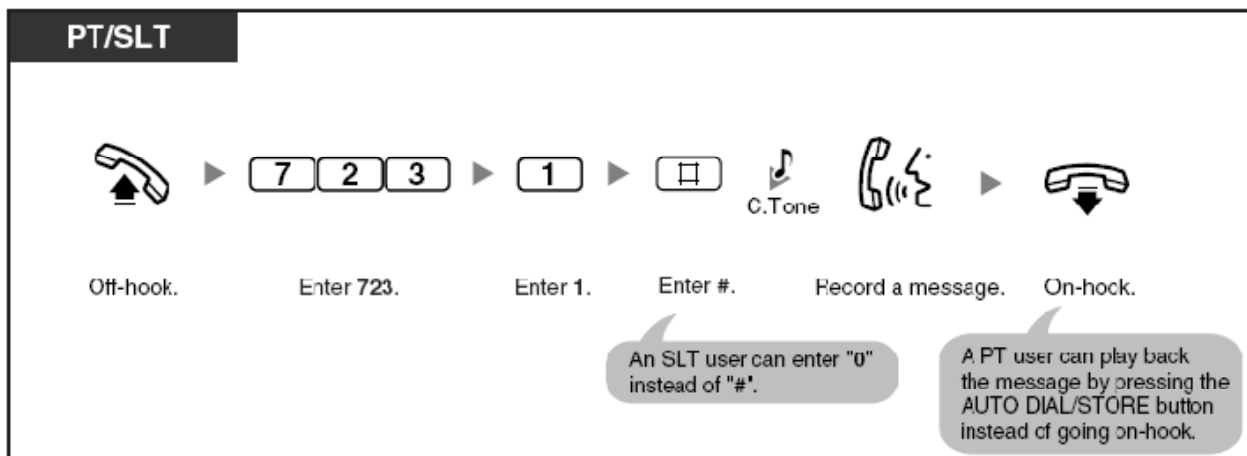 PT/SLT
7 2 3 1 #
C.Tone
Off-hook. Enter 723. Enter 1. Enter #. Record a message. On-hock.
An SLT user can enter "0"
instead of "#".
A PT user can play back
the message by pressing the
AUTO DIAL/STORE button
instead of going on-hook.